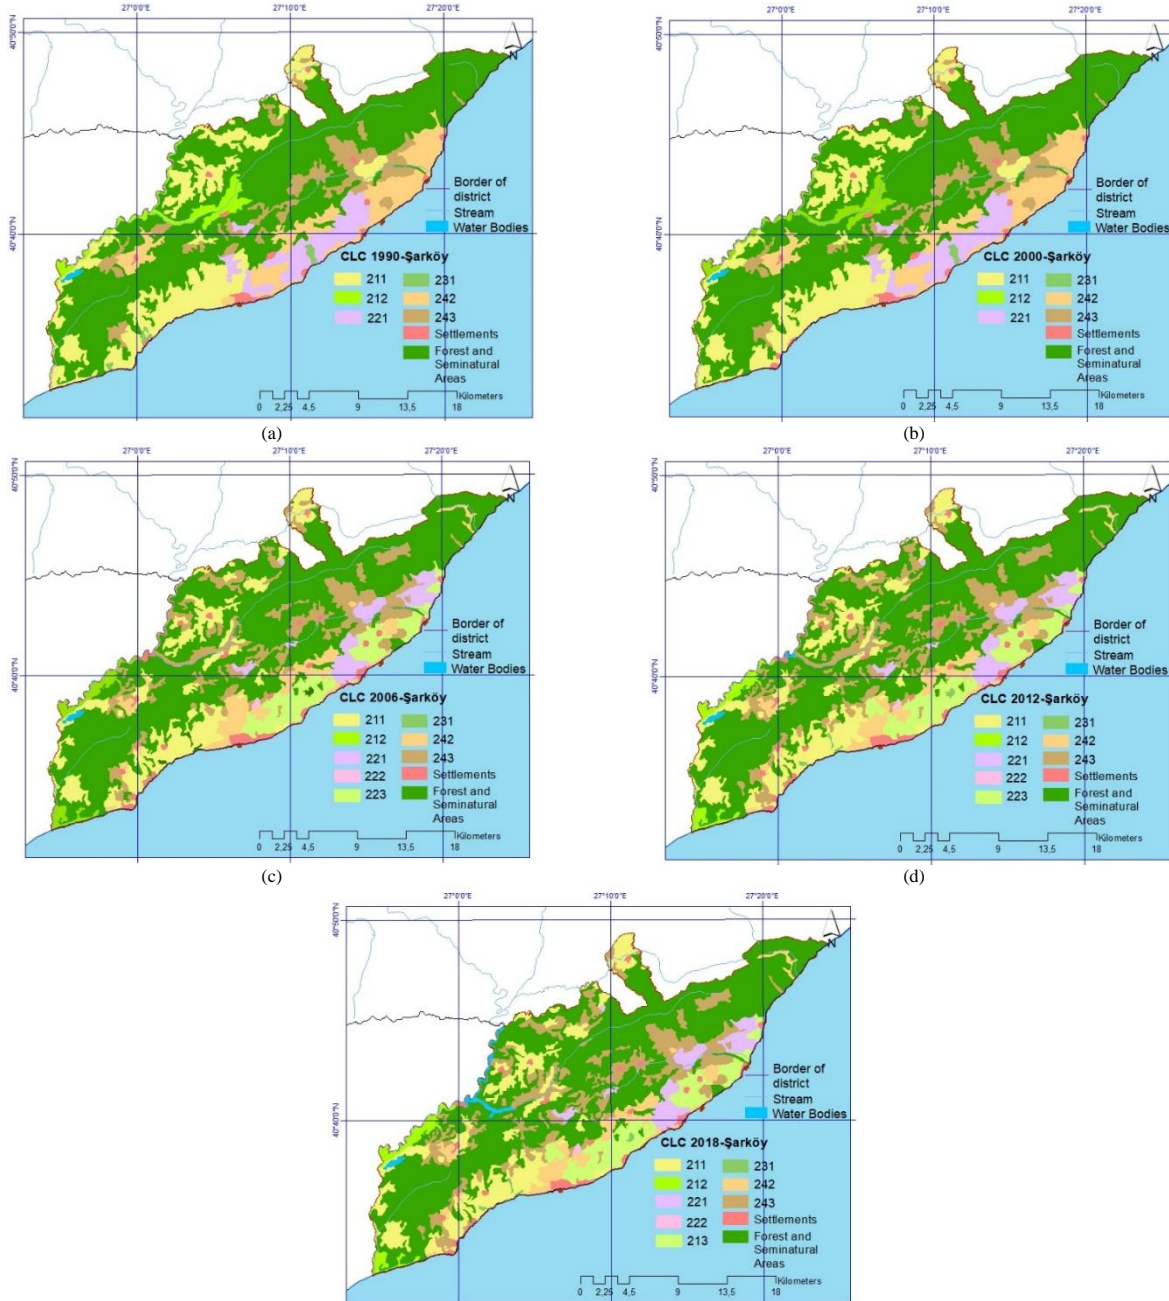 27°0'0"E 27°10'0"E 27°20'0"E
40°50'0"N
N
Border of
district
Stream
Water Bodies
40°40'0"N
CLC 1990-Şarköy
211 231
212 242
221 243
Settlements
Forest and
Seminatural
Areas
Kilometers
0 2,25 4,5 9 13,5 18
(a)
27°0'0"E 27°10'0"E 27°20'0"E
40°50'0"N
N
Border of
district
Stream
Water Bodies
40°40'0"N
CLC 2000-Şarköy
211 231
212 242
221 243
Settlements
Forest and
Seminatural
Areas
Kilometers
0 2,25 4,5 9 13,5 18
(b)
27°0'0"E 27°10'0"E 27°20'0"E
40°50'0"N
N
Border of
district
Stream
Water Bodies
40°40'0"N
CLC 2006-Şarköy
211 231
212 242
221 243
222 Settlements
223 Forest and
Seminatural
Areas
Kilometers
0 2,25 4,5 9 13,5 18
(c)
27°0'0"E 27°10'0"E 27°20'0"E
40°50'0"N
N
Border of
district
Stream
Water Bodies
40°40'0"N
CLC 2012-Şarköy
211 231
212 242
221 243
222 Settlements
223 Forest and
Seminatural
Areas
Kilometers
0 2,25 4,5 9 13,5 18
(d)
27°0'0"E 27°10'0"E 27°20'0"E
40°50'0"N
N
Border of
district
Stream
Water Bodies
40°40'0"N
CLC 2018-Şarköy
211 231
212 242
221 243
222 Settlements
213 Forest and
Seminatural
Areas
Kilometers
0 2,25 4,5 9 13,5 18